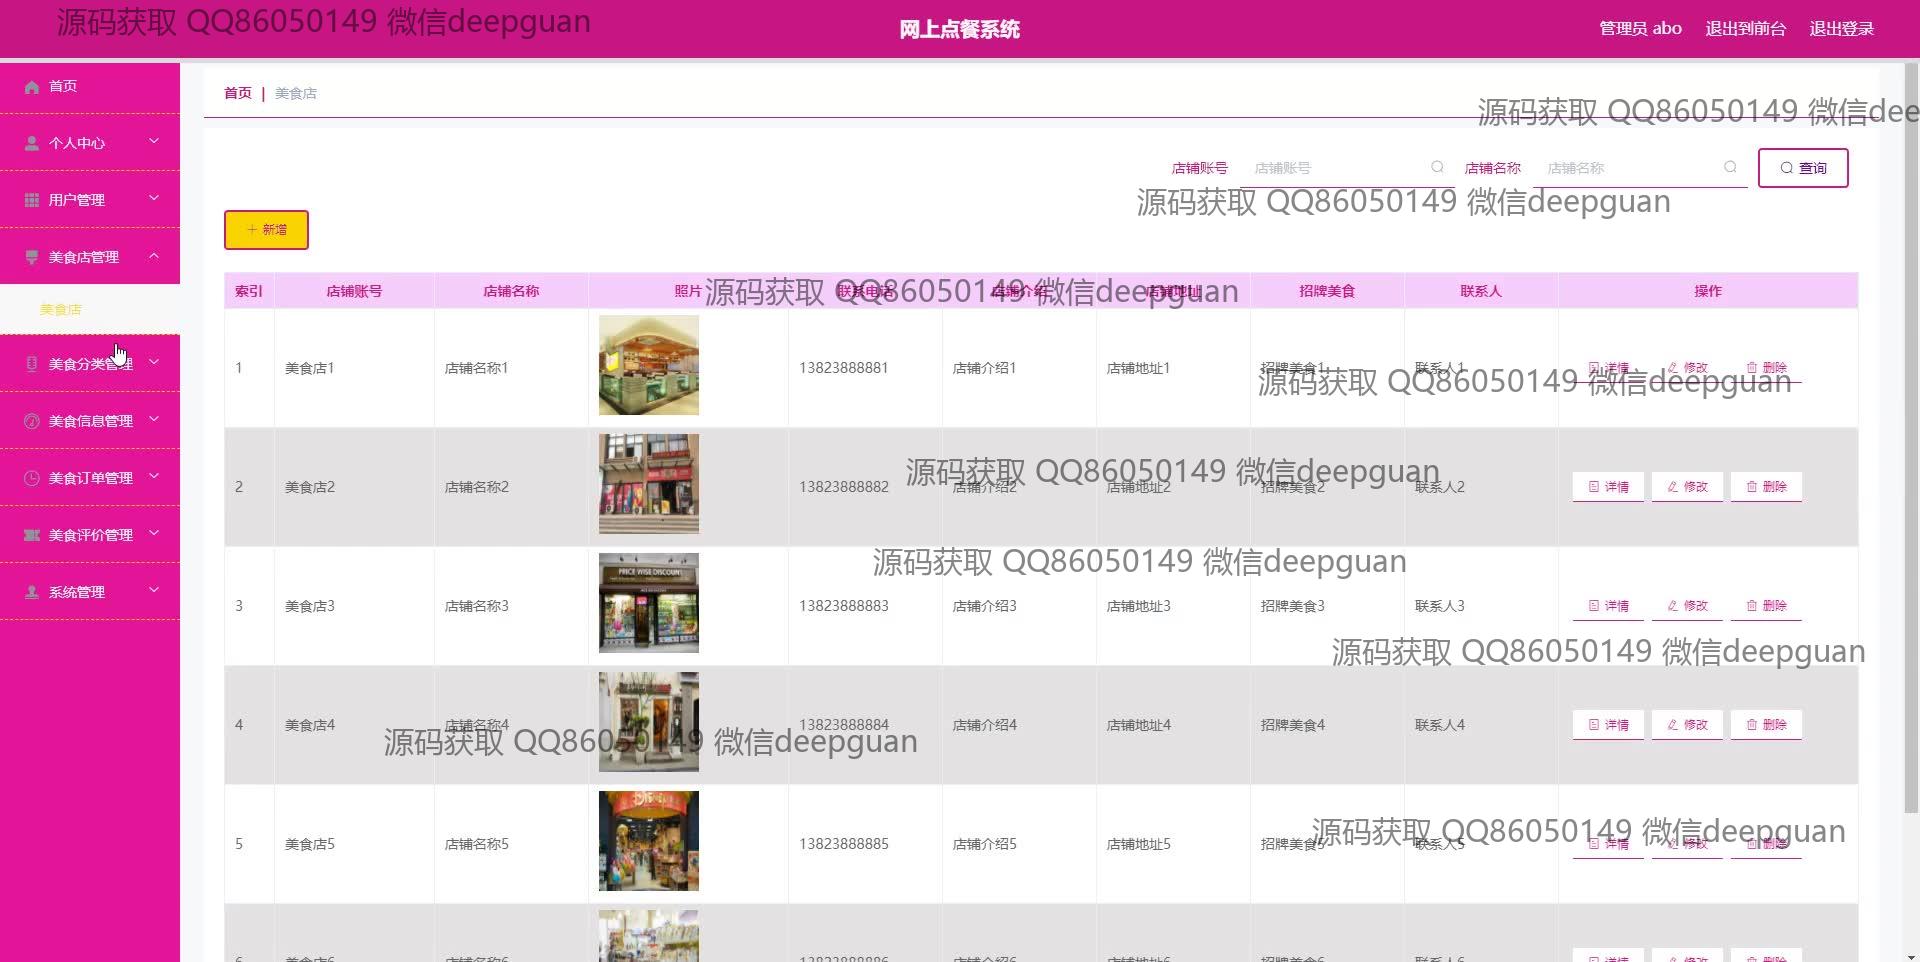 源码获取 QQ86050149 微信deepguan
网上点餐系统
管理员 abo 退出到前台 退出登录
首页
个人中心
用户管理
美食店管理
美食店
美食分类管理
美食信息管理
美食订单管理
美食评价管理
系统管理
首页 | 美食店
源码获取 QQ86050149 微信dee
店铺账号 店铺账号 店铺名称 店铺名称 查询
源码获取 QQ86050149 微信deepguan
新增
索引 店铺账号 店铺名称 照片 联系电话 店铺介绍 店铺地址 招牌美食 联系人 操作
源码获取 QQ86050149 微信deepguan
1 美食店1 店铺名称1 13823888881 店铺介绍1 店铺地址1 招牌美食1 联系人1 详情 修改 删除
源码获取 QQ86050149 微信deepguan
2 美食店2 店铺名称2 13823888882 店铺介绍2 店铺地址2 招牌美食2 联系人2 详情 修改 删除
源码获取 QQ86050149 微信deepguan
源码获取 QQ86050149 微信deepguan
PRICE WISE DISCOUNT
3 美食店3 店铺名称3 13823888883 店铺介绍3 店铺地址3 招牌美食3 联系人3 详情 修改 删除
源码获取 QQ86050149 微信deepguan
4 美食店4 店铺名称4 13823888884 店铺介绍4 店铺地址4 招牌美食4 联系人4 详情 修改 删除
源码获取 QQ86050149 微信deepguan
源码获取 QQ86050149 微信deepguan
5 美食店5 店铺名称5 13823888885 店铺介绍5 店铺地址5 招牌美食5 联系人5 详情 修改 删除
6 美食店6 店铺名称6 13823888886 店铺介绍6 店铺地址6 招牌美食6 联系人6 详情 修改 删除